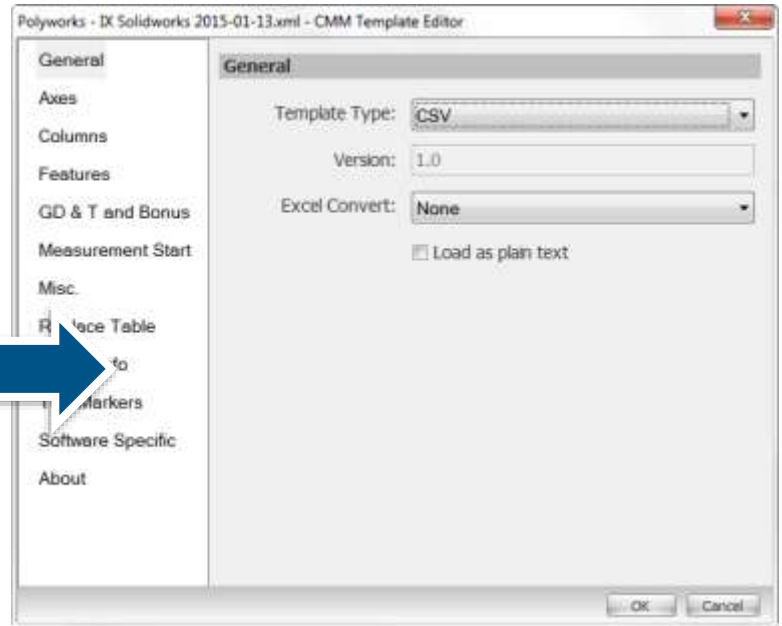 Polyworks - IX Solidworks 2015-01-13.xml - CMM Template Editor
General
Axes
Columns
Features
GD & T and Bonus
Measurement Start
Misc.
Table
Markers
Software Specific
About
General
Template Type: CSV
Version: 1.0
Excel Convert: None
Load as plain text
OK
Cancel